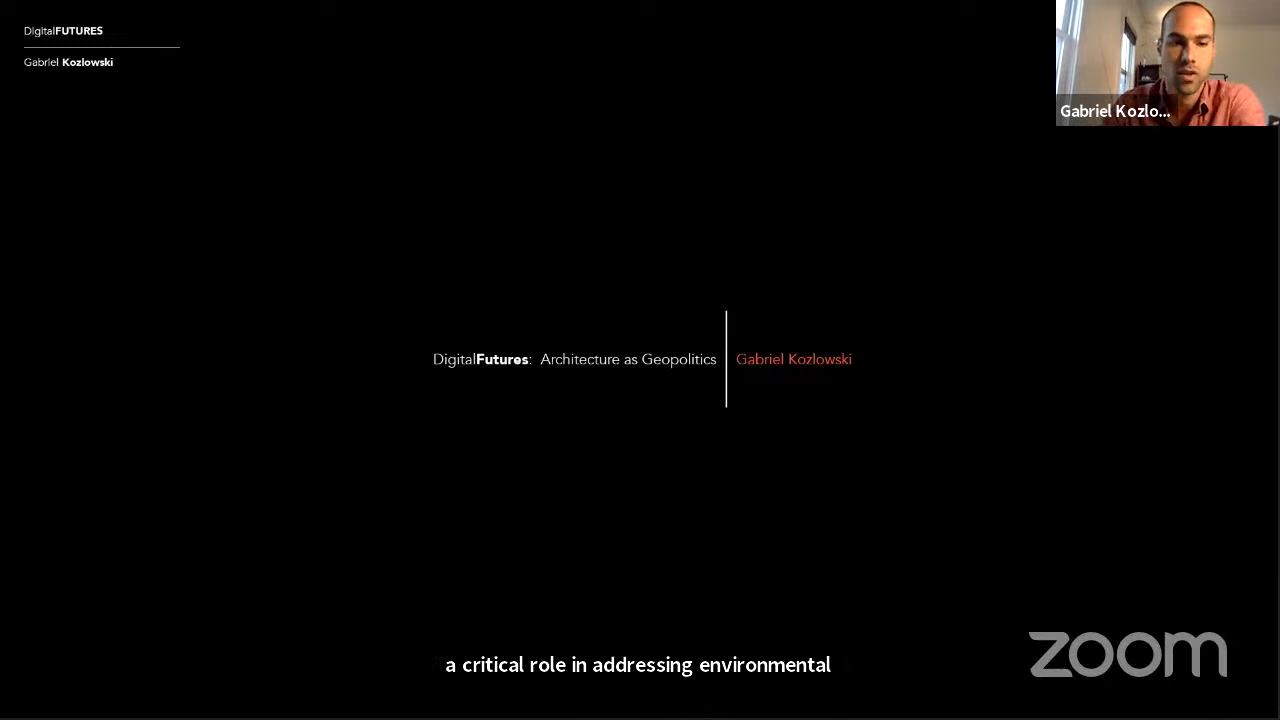 DigitalFUTURES
Gabriel Kozlowski
Gabriel Kozlo...
DigitalFutures: Architecture as Geopolitics
Gabriel Kozlowski
a critical role in addressing environmental
zoom